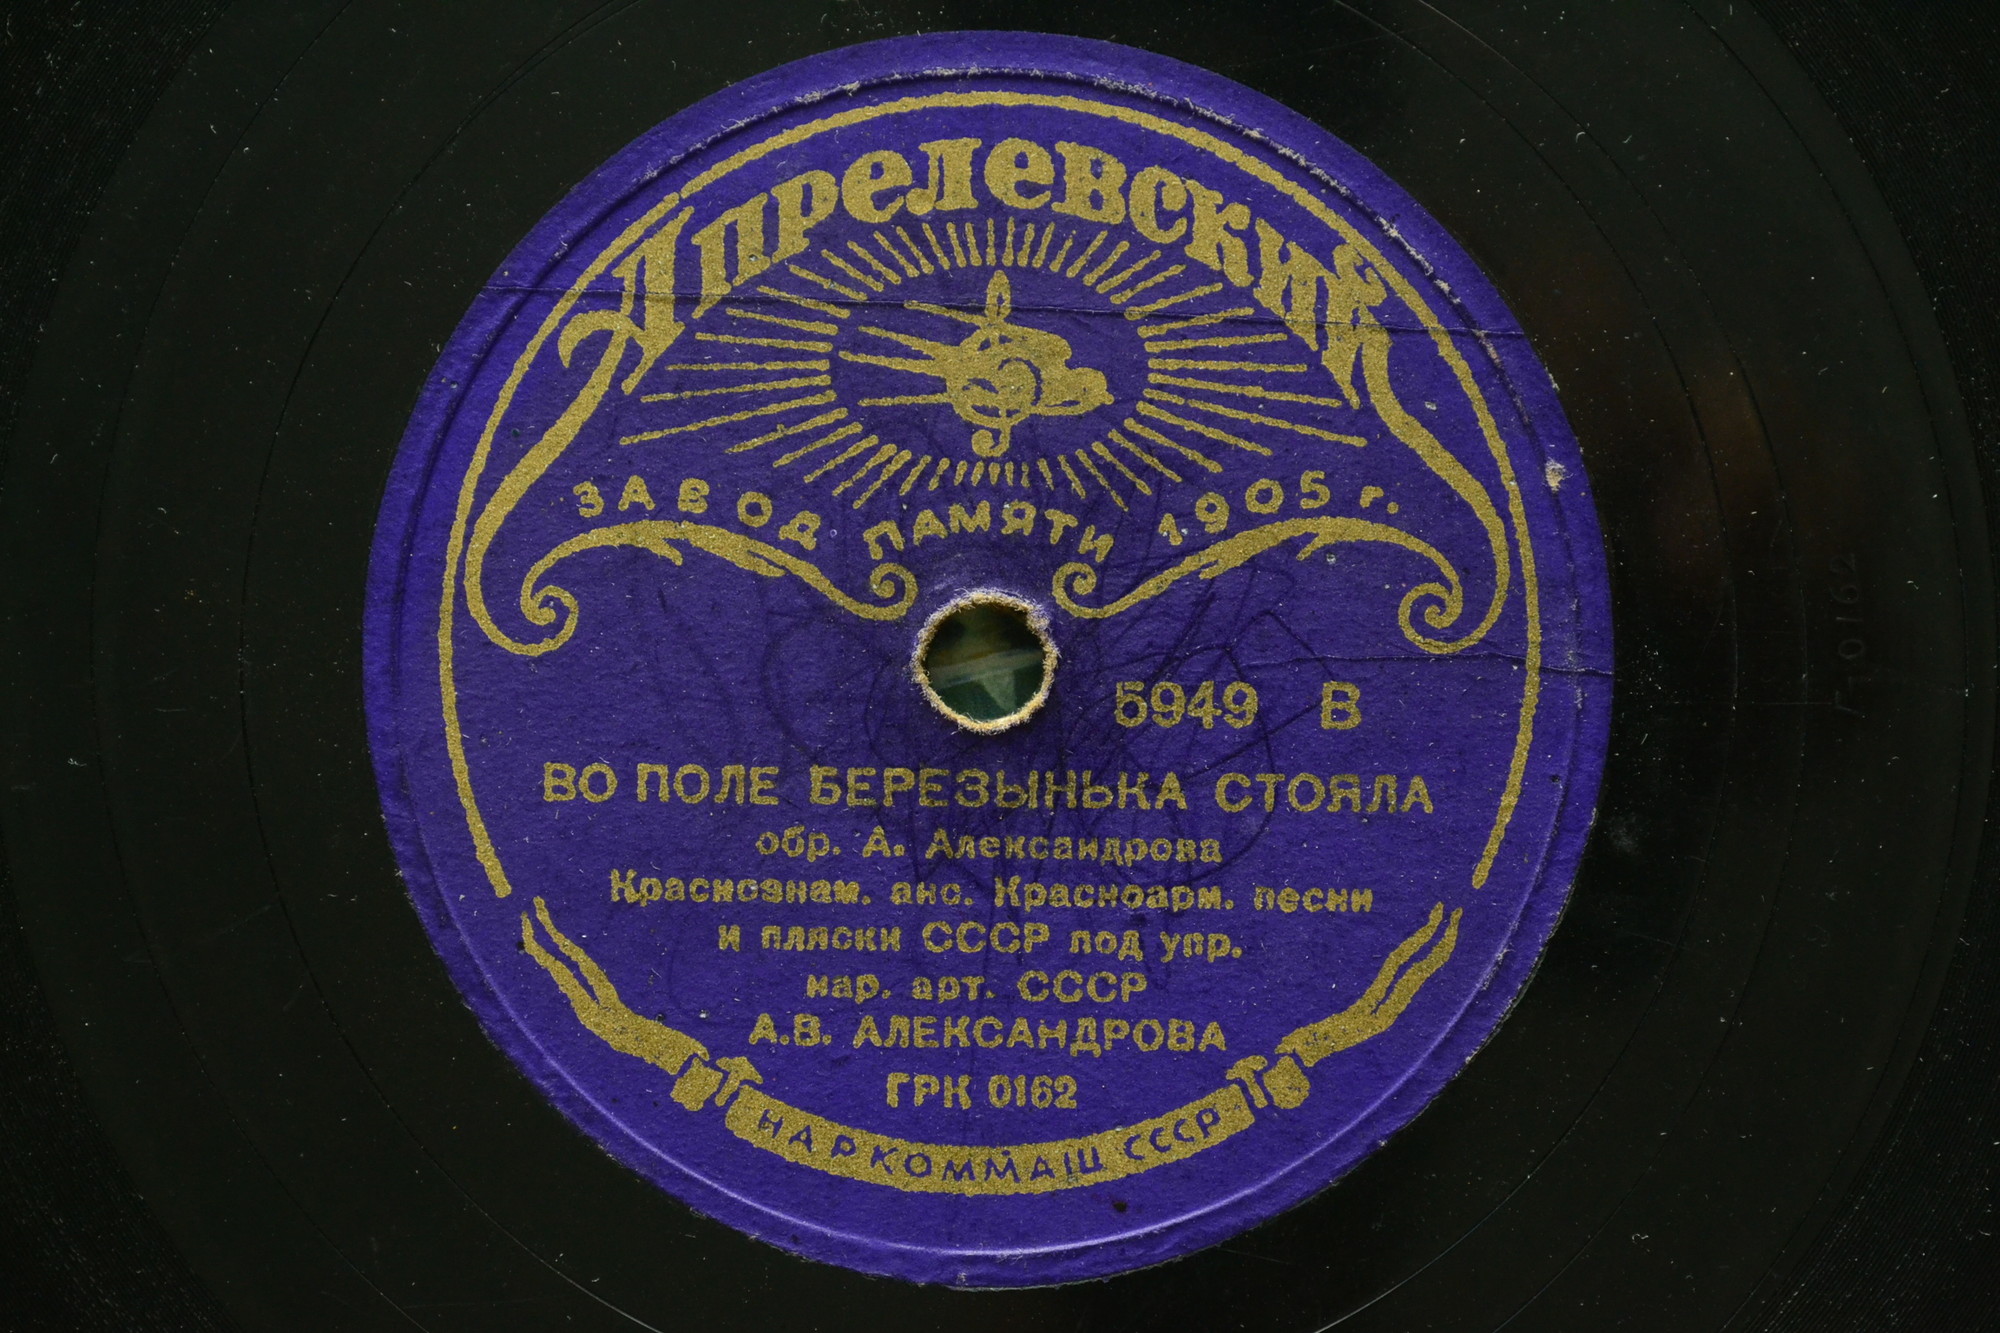 Апрелевский
ЗАВОД ПАМЯТИ 1905 г.
5949 В
ВО ПОЛЕ БЕРЕЗЫНЬКА СТОЯЛА
обр. А. Александрова
Краснознам. анс. Красноарм. песни
и пляски СССР под упр.
нар. арт. СССР
А.В. АЛЕКСАНДРОВА
ГРК 0162
НАРКОММАШ СССР